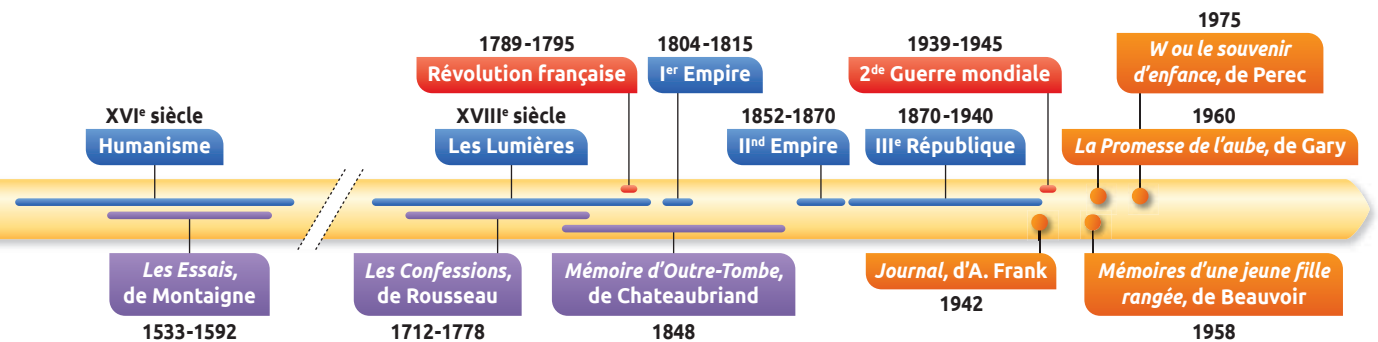 1975
W ou le souvenir
d'enfance, de Perec
1789-1795
Révolution française
1804-1815
Ier Empire
1939-1945
2de Guerre mondiale
XVIe siècle
Humanisme
XVIIIe siècle
Les Lumières
1852-1870
IInd Empire
1870-1940
IIIe République
1960
La Promesse de l'aube, de Gary
Les Essais,
de Montaigne
1533-1592
Les Confessions,
de Rousseau
1712-1778
Mémoire d'Outre-Tombe,
de Chateaubriand
1848
Journal, d'A. Frank
1942
Mémoires d'une jeune fille
rangée, de Beauvoir
1958